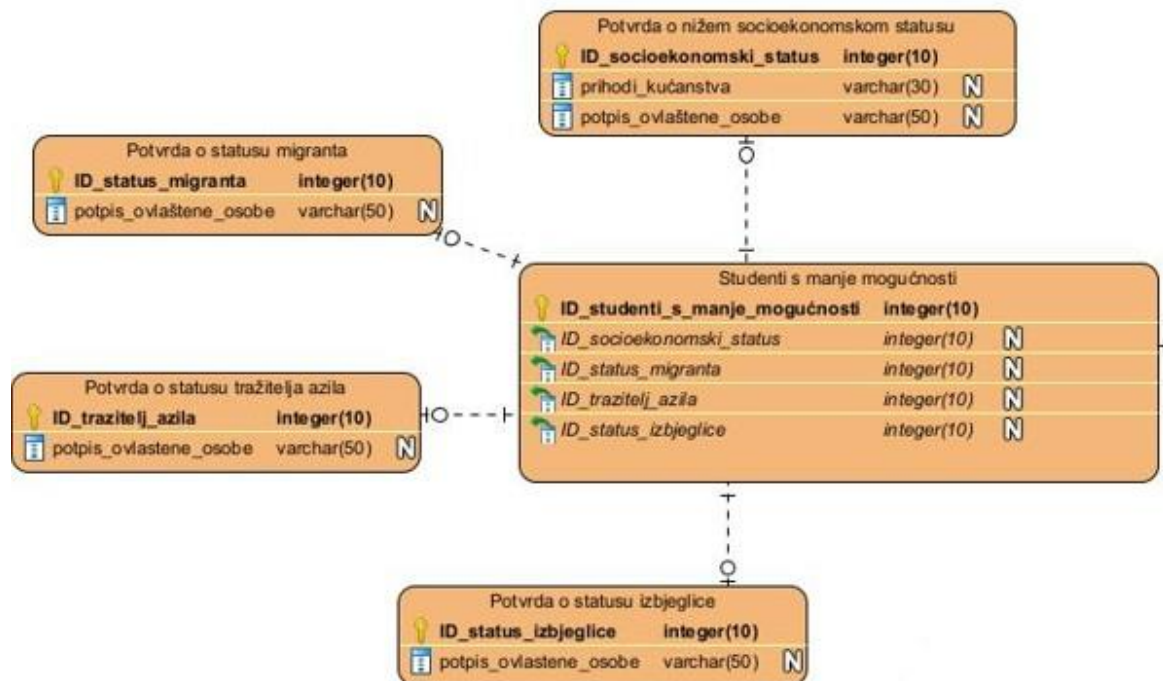 Potvrda o nižem socioekonomskom statusu
ID_socioekonomski_status integer(10)
prihodi_kućanstva varchar(30) N
potpis_ovlaštene_osobe varchar(50) N
Potvrda o statusu migranta
ID_status_migranta integer(10)
potpis_ovlaštene_osobe varchar(50) N
Studenti s manje mogućnosti
ID_studenti_s_manje_mogućnosti integer(10)
ID_socioekonomski_status integer(10) N
ID_status_migranta integer(10) N
ID_trazitelj_azila integer(10) N
ID_status_izbjeglice integer(10) N
Potvrda o statusu tražitelja azila
ID_trazitelj_azila integer(10)
potpis_ovlastene_osobe varchar(50) N
Potvrda o statusu izbjeglice
ID_status_izbjeglice integer(10)
potpis_ovlastene_osobe varchar(50) N